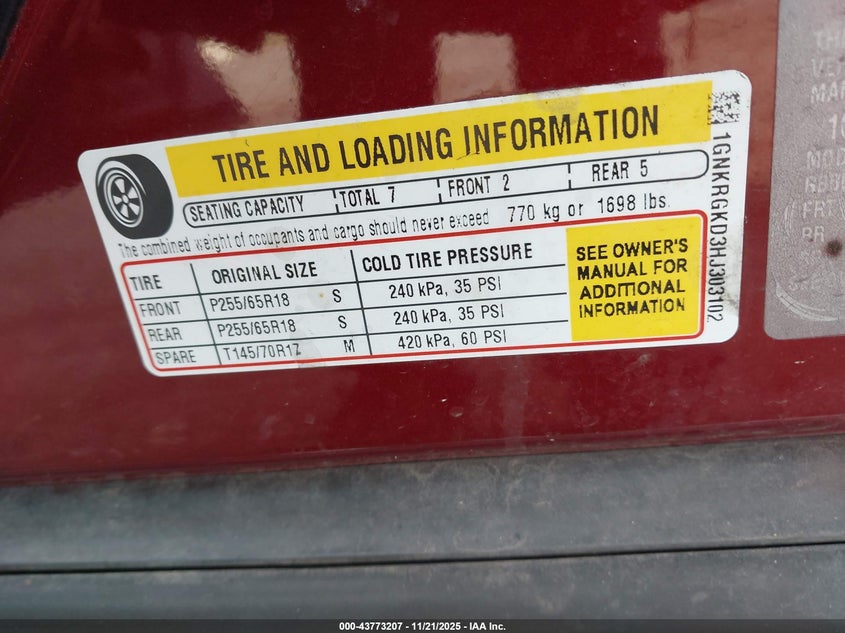 TIRE AND LOADING INFORMATION
SEATING CAPACITY TOTAL 7 FRONT 2 REAR 5
The combined weight of occupants and cargo should never exceed 770 kg or 1698 lbs.
TIRE ORIGINAL SIZE COLD TIRE PRESSURE
FRONT P255/65R18 S 240 kPa, 35 PSI
REAR P255/65R18 S 240 kPa, 35 PSI
SPARE T145/70R17 M 420 kPa, 60 PSI
SEE OWNER'S
MANUAL FOR
ADDITIONAL
INFORMATION
1GNKRGKD3HJ303102
000-43773207 - 11/21/2025 - IAA Inc.